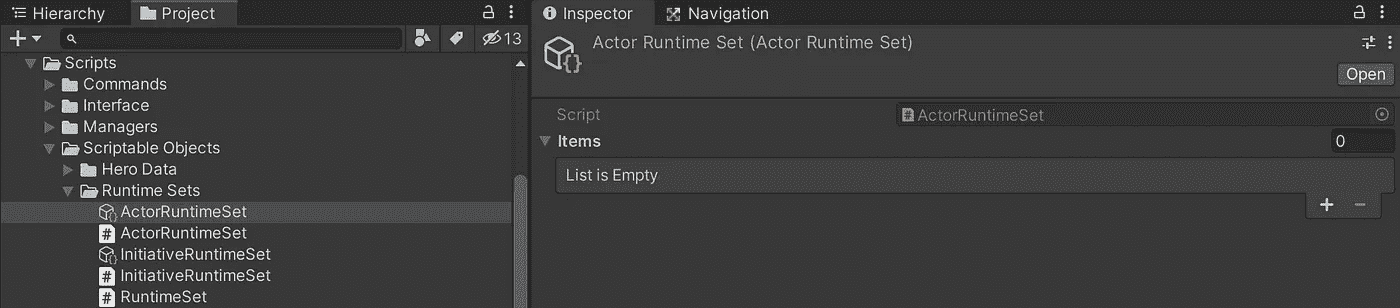 Hierarchy
Project
13
Scripts
Commands
Interface
Managers
Scriptable Objects
Hero Data
Runtime Sets
ActorRuntimeSet
ActorRuntimeSet
InitiativeRuntimeSet
InitiativeRuntimeSet
RuntimeSet
Inspector
Navigation
Actor Runtime Set (Actor Runtime Set)
Open
Script
ActorRuntimeSet
Items
0
List is Empty